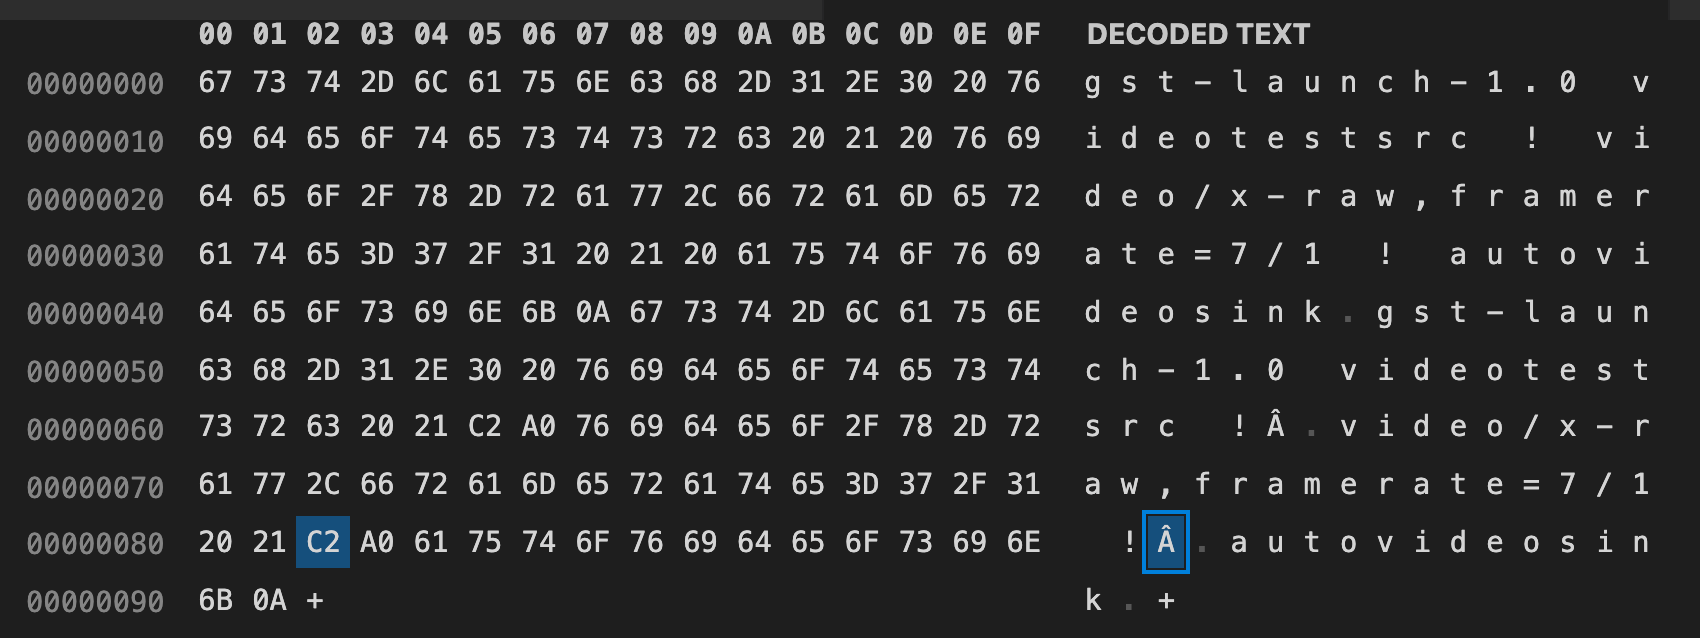 00 01 02 03 04 05 06 07 08 09 0A 0B 0C 0D 0E 0F DECODED TEXT
00000000 67 73 74 2D 6C 61 75 6E 63 68 2D 31 2E 30 20 76 g s t - l a u n c h - 1 . 0   v
00000010 69 64 65 6F 74 65 73 74 73 72 63 20 21 20 76 69 i d e o t e s t s r c   !   v i
00000020 64 65 6F 2F 78 2D 72 61 77 2C 66 72 61 6D 65 72 d e o / x - r a w , f r a m e r
00000030 61 74 65 3D 37 2F 31 20 21 20 61 75 74 6F 76 69 a t e = 7 / 1   !   a u t o v i
00000040 64 65 6F 73 69 6E 6B 0A 67 73 74 2D 6C 61 75 6E d e o s i n k . g s t - l a u n
00000050 63 68 2D 31 2E 30 20 76 69 64 65 6F 74 65 73 74 c h - 1 . 0   v i d e o t e s t
00000060 73 72 63 20 21 C2 A0 76 69 64 65 6F 2F 78 2D 72 s r c   ! Â . v i d e o / x - r
00000070 61 77 2C 66 72 61 6D 65 72 61 74 65 3D 37 2F 31 a w , f r a m e r a t e = 7 / 1
00000080 20 21 C2 A0 61 75 74 6F 76 69 64 65 6F 73 69 6E   ! Â . a u t o v i d e o s i n
00000090 6B 0A + k . +